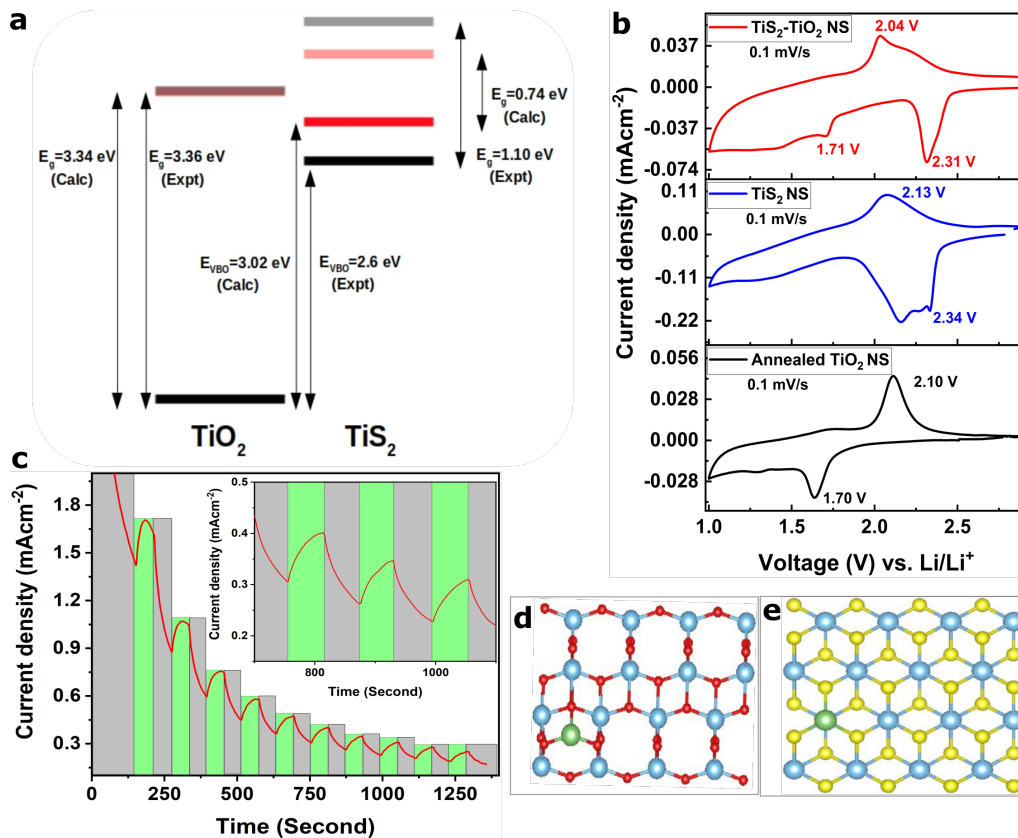 a
E_g=3.34 eV
(Calc)
E_g=3.36 eV
(Expt)
E_VBO=3.02 eV
(Calc)
E_VBO=2.6 eV
(Expt)
E_g=0.74 eV
(Calc)
E_g=1.10 eV
(Expt)
TiO₂
TiS₂
b
Current density (mAcm⁻²)
TiS₂-TiO₂ NS
0.1 mV/s
2.04 V
1.71 V
2.31 V
0.037
0.000
-0.037
-0.074
TiS₂ NS
0.1 mV/s
2.13 V
2.34 V
0.11
0.00
-0.11
-0.22
Annealed TiO₂ NS
0.1 mV/s
2.10 V
1.70 V
0.056
0.028
0.000
-0.028
1.0
1.5
2.0
2.5
Voltage (V) vs. Li/Li⁺
c
Current density (mAcm⁻²)
1.8
1.5
1.2
0.9
0.6
0.3
0
250
500
750
1000
1250
Time (Second)
Current density (mAcm⁻²)
0.5
0.4
0.3
0.2
800
1000
Time (Second)
d
e